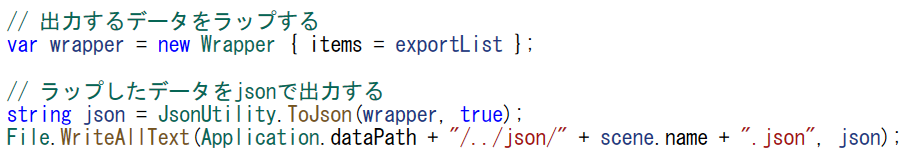 // 出力するデータをラップする
var wrapper = new Wrapper { items = exportList };
// ラップしたデータをjsonで出力する
string json = JsonUtility.ToJson(wrapper, true);
File.WriteAllText(Application.dataPath + "/../json/" + scene.name + ".json", json);